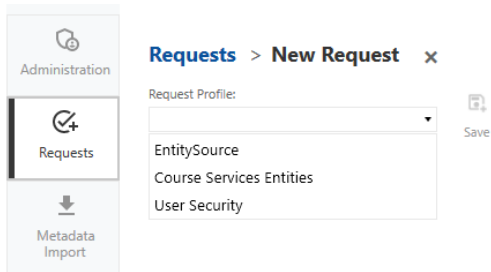 Administration
Requests > New Request
Request Profile:
Save
Requests
EntitySource
Course Services Entities
User Security
Metadata
Import